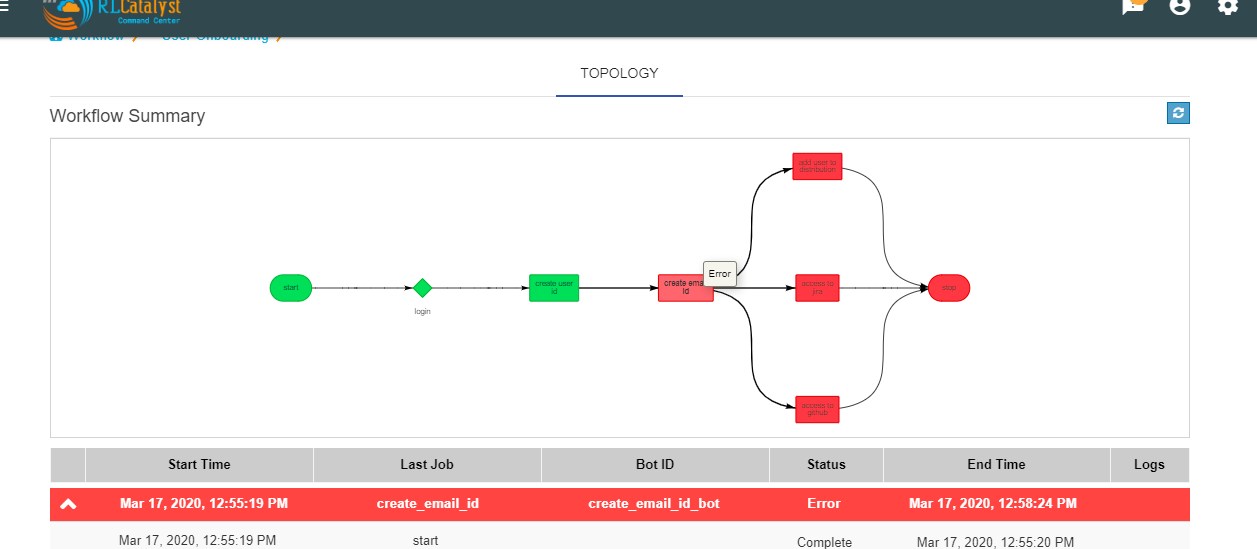 RLCatalyst
Command Center
Workflow
User Onboarding
TOPOLOGY
Workflow Summary
add user to
distribution
Error
start
create user
id
create ema
id
access to
jira
stop
login
access to
github
Start Time
Last Job
Bot ID
Status
End Time
Logs
Mar 17, 2020, 12:55:19 PM
create_email_id
create_email_id_bot
Error
Mar 17, 2020, 12:58:24 PM
Mar 17, 2020, 12:55:19 PM
start
Complete
Mar 17, 2020, 12:55:20 PM